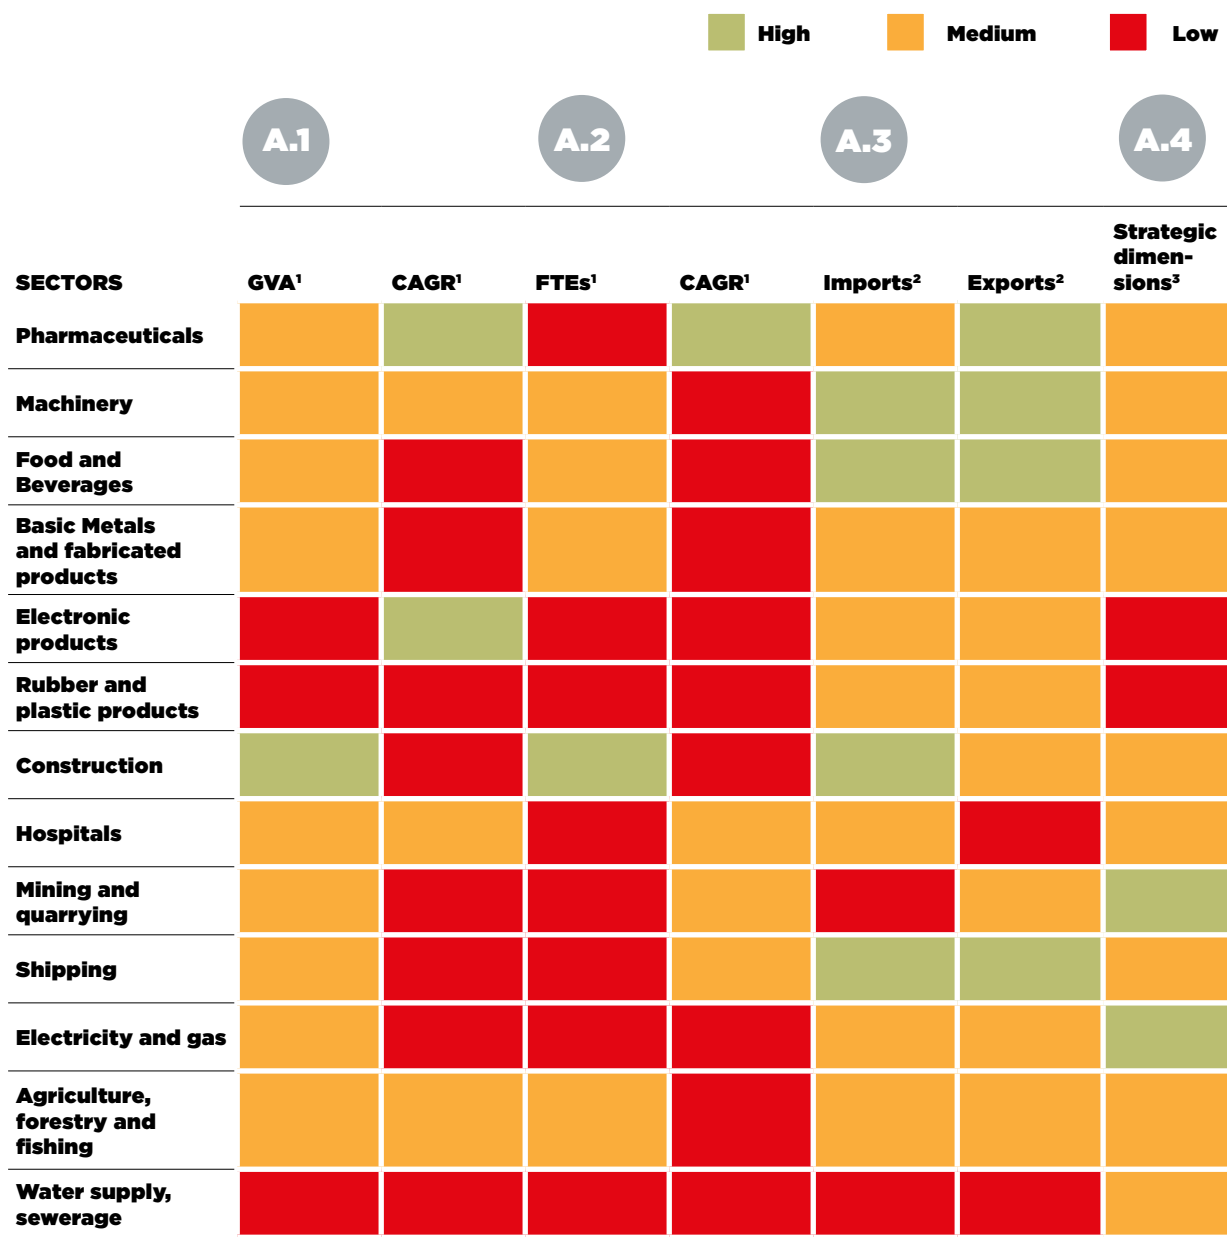 High Medium Low
A.1 A.2 A.3 A.4
Strategic
dimen-
SECTORS GVA¹ CAGR¹ FTEs¹ CAGR¹ Imports² Exports² sions³
Pharmaceuticals
Machinery
Food and
Beverages
Basic Metals
and fabricated
products
Electronic
products
Rubber and
plastic products
Construction
Hospitals
Mining and
quarrying
Shipping
Electricity and gas
Agriculture,
forestry and
fishing
Water supply,
sewerage